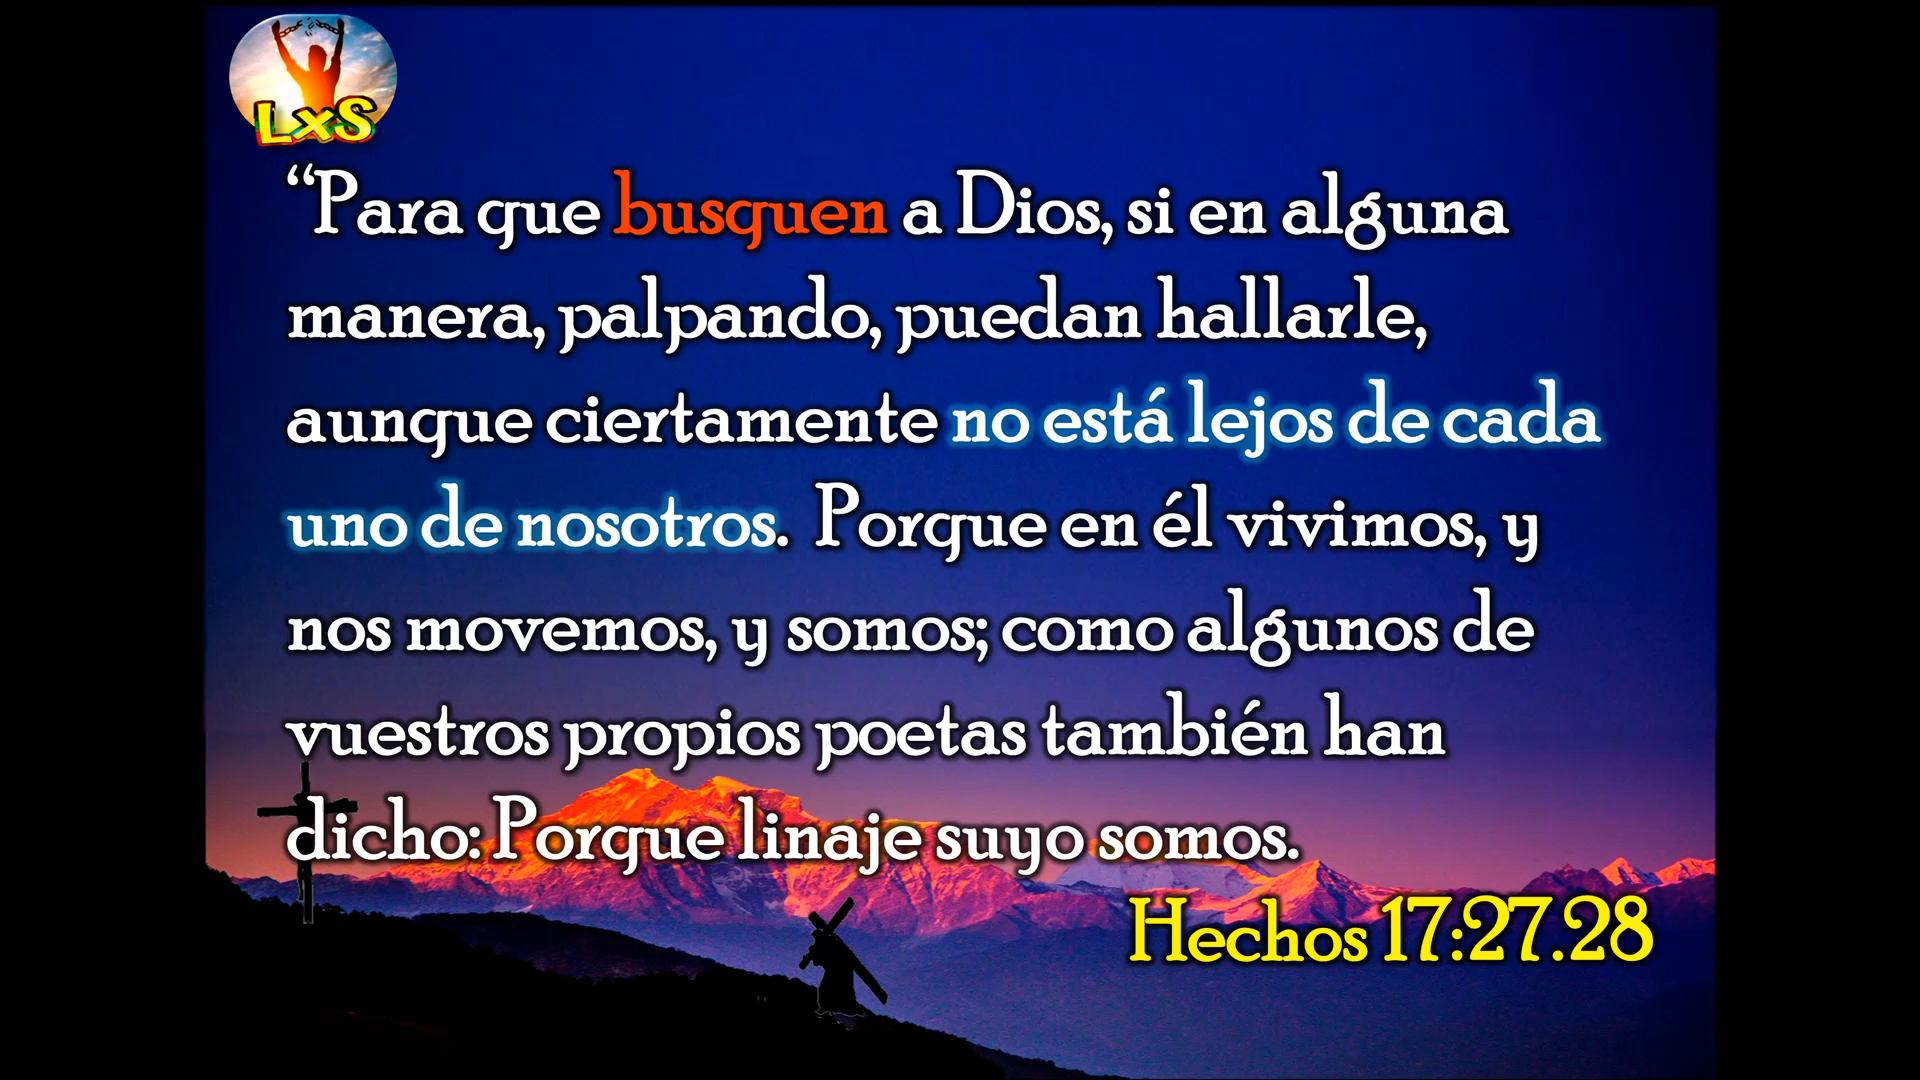 LxS
“Para que busquen a Dios, si en alguna
manera, palpando, puedan hallarle,
aunque ciertamente no está lejos de cada
uno de nosotros. Porque en él vivimos, y
nos movemos, y somos; como algunos de
vuestros propios poetas también han
dicho: Porque linaje suyo somos.
Hechos 17:27.28